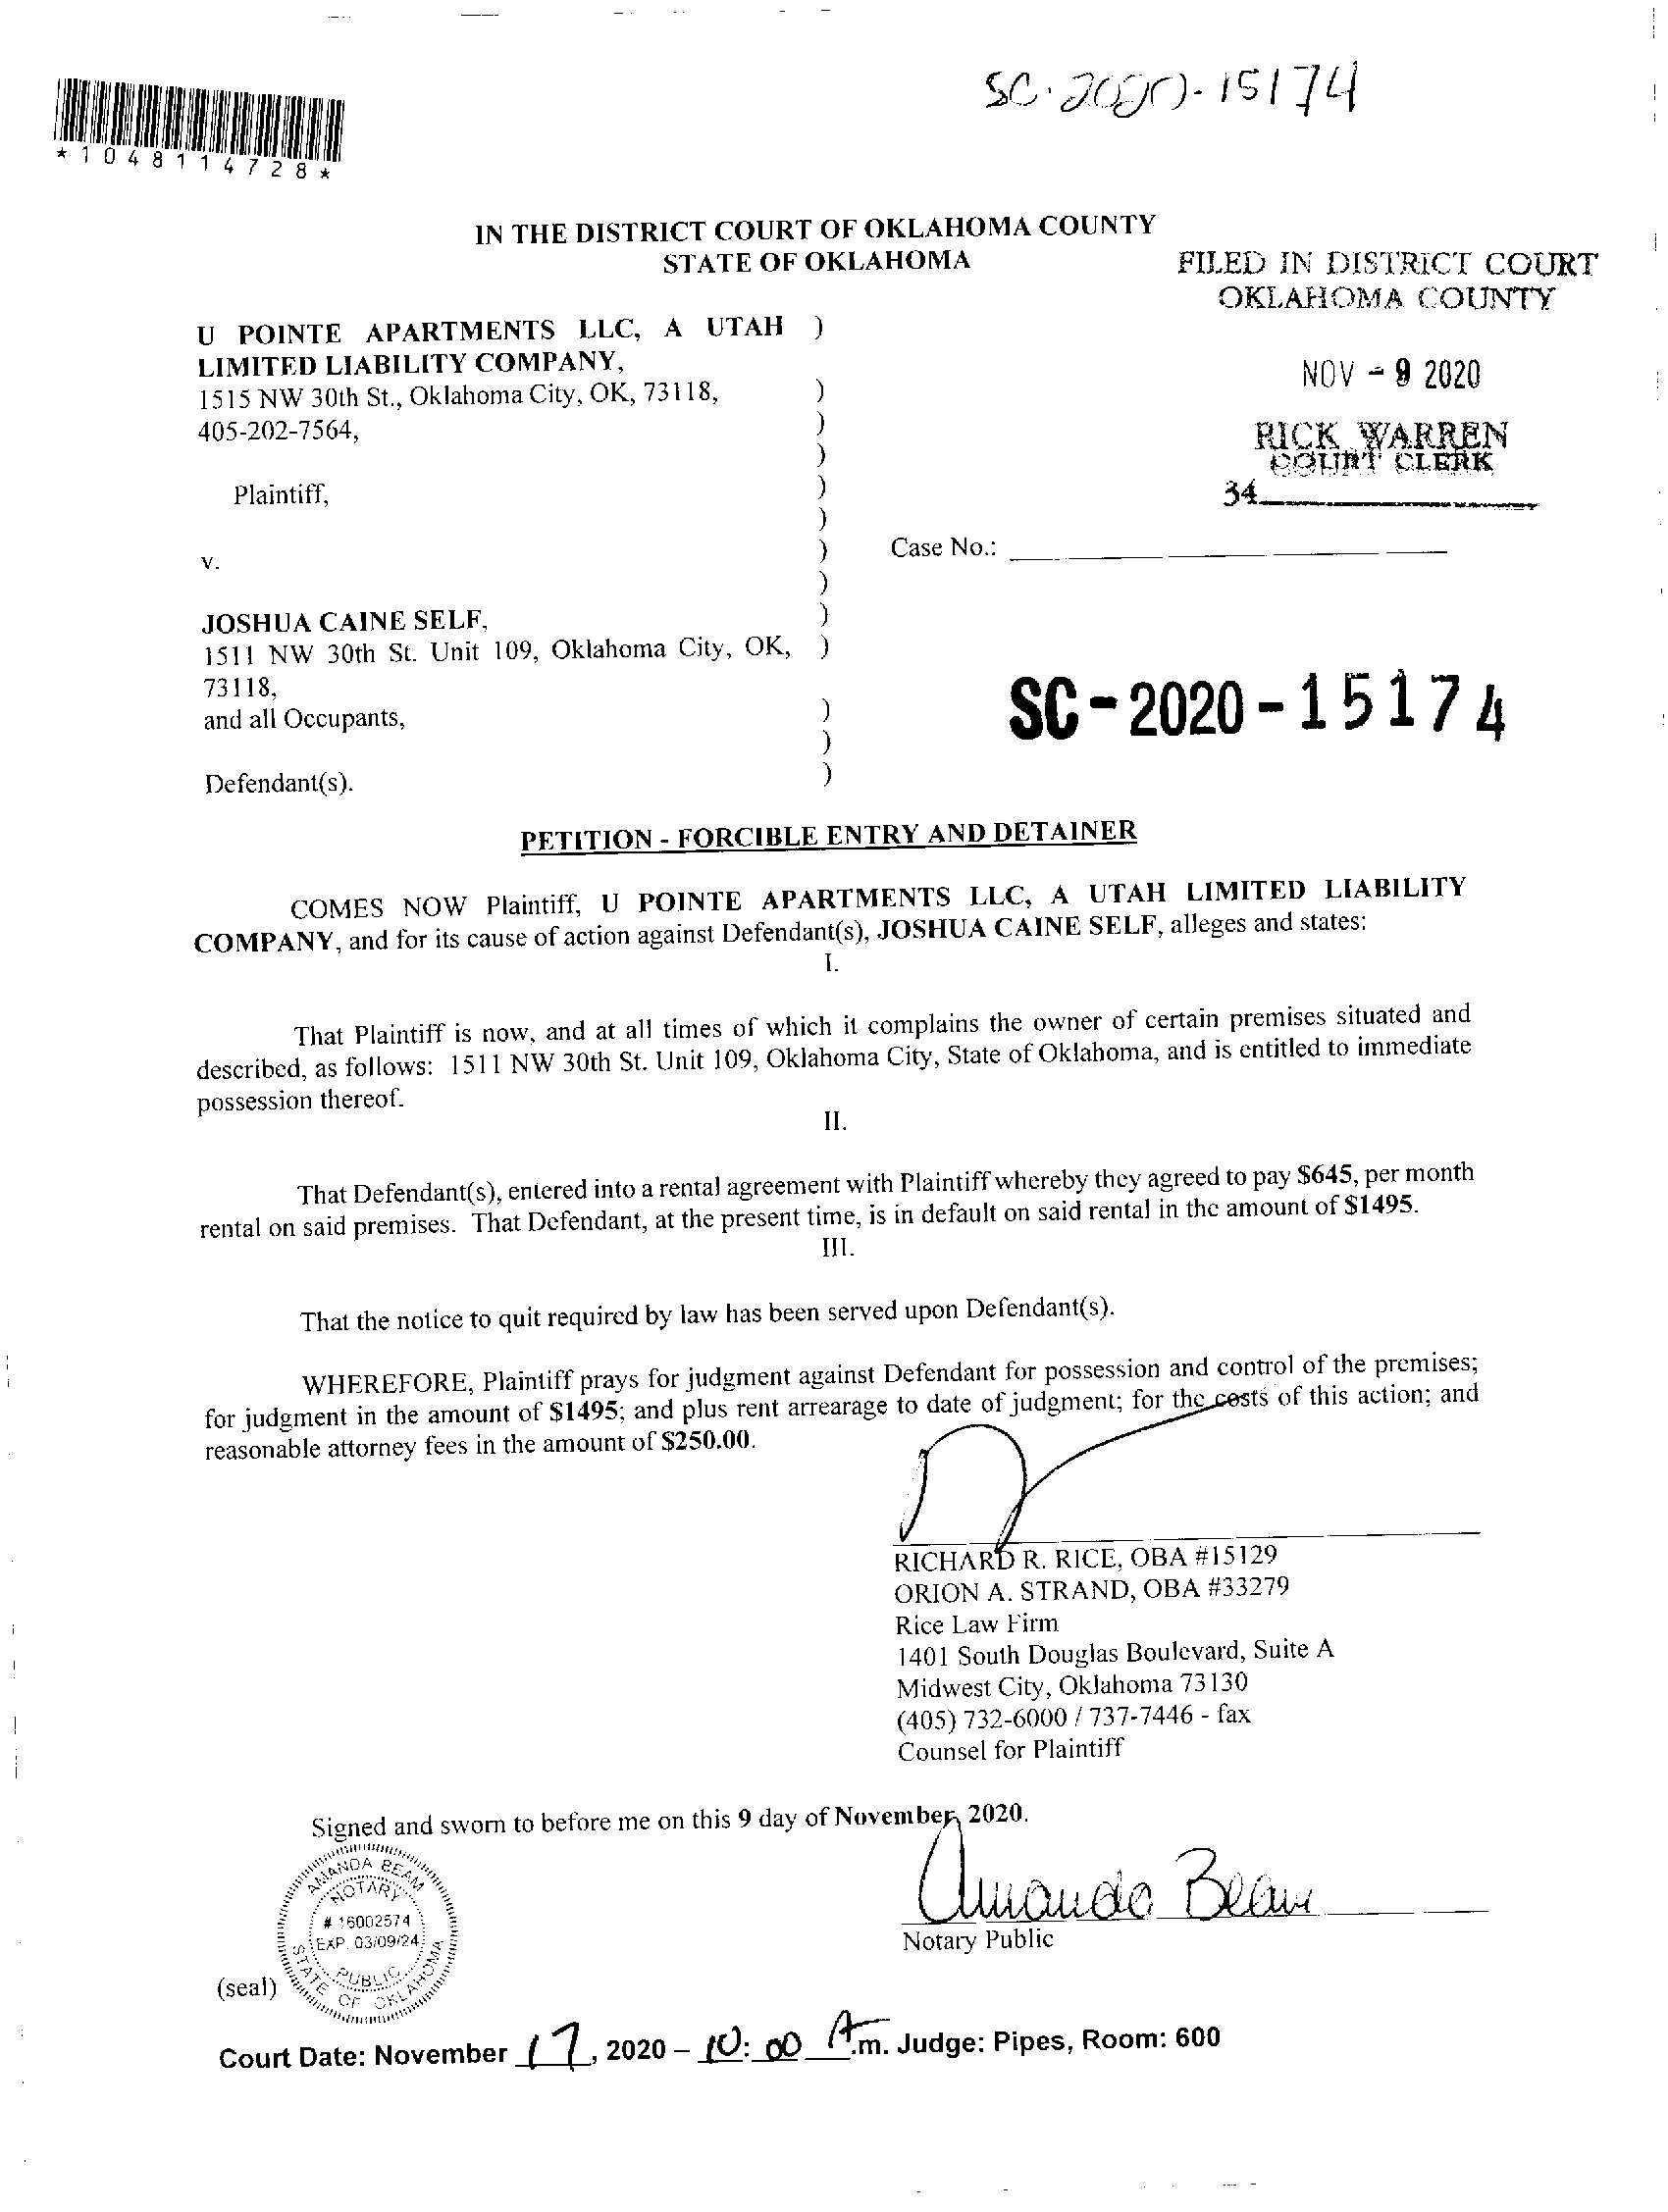 SC-2020-15174
*1048114728*
IN THE DISTRICT COURT OF OKLAHOMA COUNTY
STATE OF OKLAHOMA
FILED IN DISTRICT COURT
OKLAHOMA COUNTY
NOV - 9 2020
RICK WARREN
COURT CLERK
34
U POINTE APARTMENTS LLC, A UTAH )
LIMITED LIABILITY COMPANY,
1515 NW 30th St., Oklahoma City, OK, 73118, )
405-202-7564, )
)
Plaintiff, )
)
v. ) Case No.:
)
JOSHUA CAINE SELF, )
1511 NW 30th St. Unit 109, Oklahoma City, OK, )
73118,
and all Occupants, )
)
Defendant(s). )
SC-2020-15174
PETITION - FORCIBLE ENTRY AND DETAINER
COMES NOW Plaintiff, U POINTE APARTMENTS LLC, A UTAH LIMITED LIABILITY
COMPANY, and for its cause of action against Defendant(s), JOSHUA CAINE SELF, alleges and states:
I.
That Plaintiff is now, and at all times of which it complains the owner of certain premises situated and
described, as follows: 1511 NW 30th St. Unit 109, Oklahoma City, State of Oklahoma, and is entitled to immediate
possession thereof.
II.
That Defendant(s), entered into a rental agreement with Plaintiff whereby they agreed to pay $645, per month
rental on said premises. That Defendant, at the present time, is in default on said rental in the amount of $1495.
III.
That the notice to quit required by law has been served upon Defendant(s).
WHEREFORE, Plaintiff prays for judgment against Defendant for possession and control of the premises;
for judgment in the amount of $1495; and plus rent arrearage to date of judgment; for the costs of this action; and
reasonable attorney fees in the amount of $250.00.
RICHARD R. RICE, OBA #15129
ORION A. STRAND, OBA #33279
Rice Law Firm
1401 South Douglas Boulevard, Suite A
Midwest City, Oklahoma 73130
(405) 732-6000 / 737-7446 - fax
Counsel for Plaintiff
Signed and sworn to before me on this 9 day of November, 2020.
AMANDA BEAM
NOTARY
# 16002574
EXP. 03/09/24
PUBLIC
STATE OF OKLAHOMA
Amanda Beam
Notary Public
(seal)
Court Date: November 17, 2020 – 10:00 A.m. Judge: Pipes, Room: 600